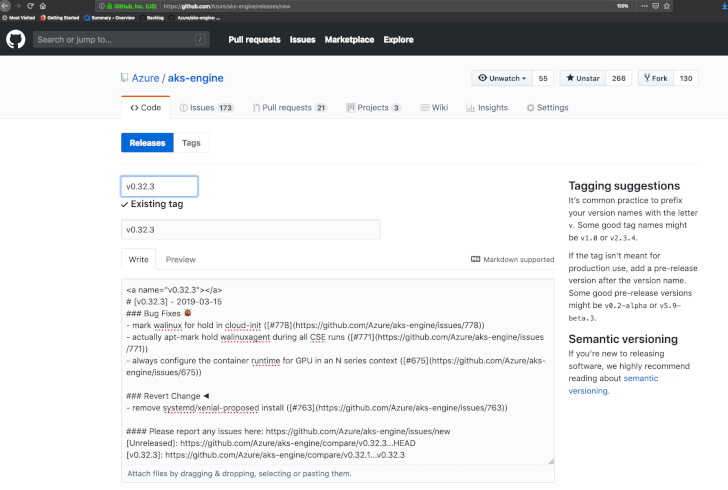 GitHub, Inc. (US)
https://github.com/Azure/aks-engine/releases/new
100%
Most Visited
Getting Started
Summary - Overview
Backlog
Azure/aks-engine ...
Search or jump to...
/
Pull requests
Issues
Marketplace
Explore
Azure / aks-engine
Unwatch
55
Unstar
266
Fork
130
<> Code
Issues 173
Pull requests 21
Projects 3
Wiki
Insights
Settings
Releases
Tags
v0.32.3
✓ Existing tag
v0.32.3
Write
Preview
Markdown supported
<a name="v0.32.3"></a>
# [v0.32.3] - 2019-03-15
### Bug Fixes 🐞
- mark walinux for hold in cloud-init ([#778](https://github.com/Azure/aks-engine/issues/778))
- actually apt-mark hold walinuxagent during all CSE runs ([#771](https://github.com/Azure/aks-engine/issues
/771))
- always configure the container runtime for GPU in an N series context ([#675](https://github.com/Azure/aks-
engine/issues/675))
### Revert Change ◀
- remove systemd/xenial-proposed install ([#763](https://github.com/Azure/aks-engine/issues/763))
#### Please report any issues here: https://github.com/Azure/aks-engine/issues/new
[Unreleased]: https://github.com/Azure/aks-engine/compare/v0.32.3...HEAD
[v0.32.3]: https://github.com/Azure/aks-engine/compare/v0.32.1...v0.32.3
Attach files by dragging & dropping, selecting or pasting them.
Tagging suggestions
It's common practice to prefix
your version names with the letter
v. Some good tag names might
be v1.0 or v2.3.4.
If the tag isn't meant for
production use, add a pre-release
version after the version name.
Some good pre-release versions
might be v0.2-alpha or v5.9-
beta.3.
Semantic versioning
If you're new to releasing
software, we highly recommend
reading about semantic
versioning.